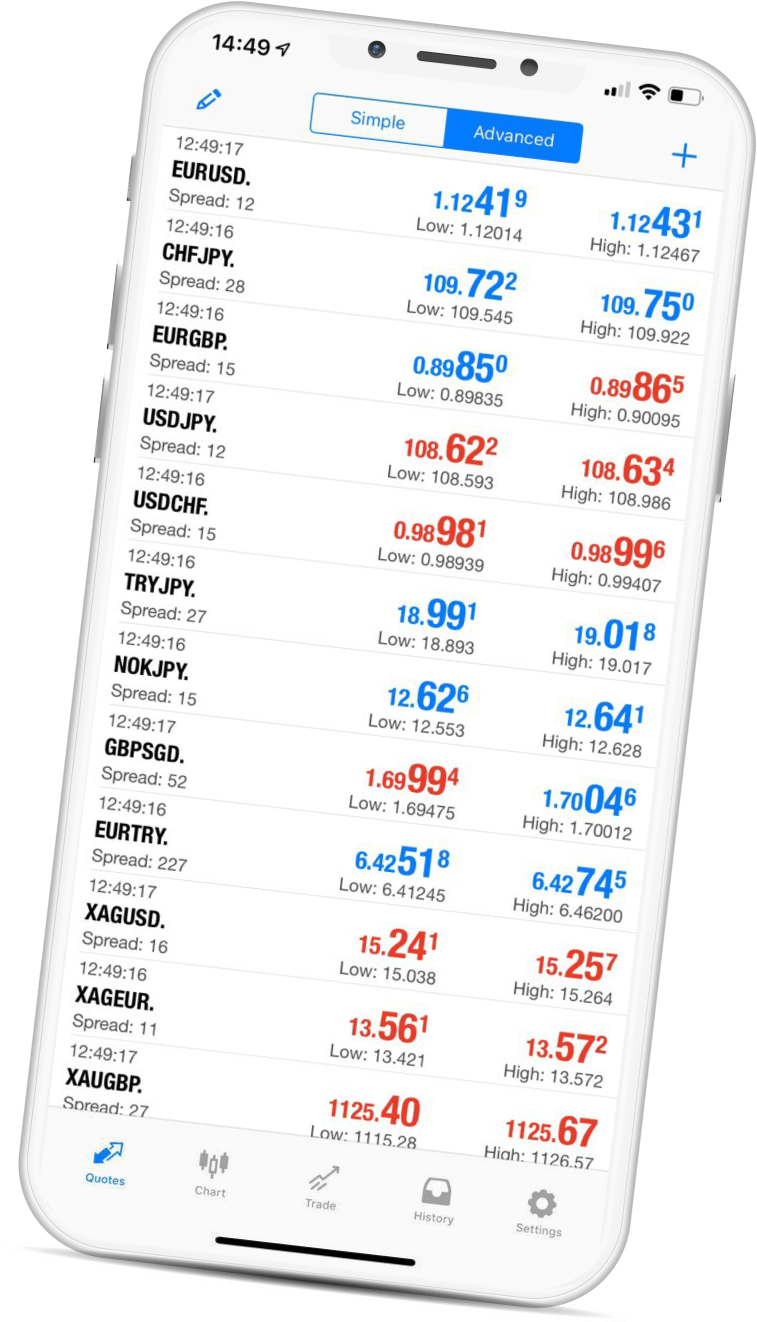 14:49
Simple Advanced
12:49:17
EURUSD. 1.12419 1.12431
Spread: 12 Low: 1.12014 High: 1.12467
12:49:16
CHFJPY. 109.722 109.750
Spread: 28 Low: 109.545 High: 109.922
12:49:16
EURGBP. 0.89850 0.89865
Spread: 15 Low: 0.89835 High: 0.90095
12:49:17
USDJPY. 108.622 108.634
Spread: 12 Low: 108.593 High: 108.986
12:49:16
USDCHF. 0.98981 0.98996
Spread: 15 Low: 0.98939 High: 0.99407
12:49:16
TRYJPY. 18.991 19.018
Spread: 27 Low: 18.893 High: 19.017
12:49:16
NOKJPY. 12.626 12.641
Spread: 15 Low: 12.553 High: 12.628
12:49:17
GBPSGD. 1.69994 1.70046
Spread: 52 Low: 1.69475 High: 1.70012
12:49:16
EURTRY. 6.42518 6.42745
Spread: 227 Low: 6.41245 High: 6.46200
12:49:17
XAGUSD. 15.241 15.257
Spread: 16 Low: 15.038 High: 15.264
12:49:16
XAGEUR. 13.561 13.572
Spread: 11 Low: 13.421 High: 13.572
12:49:17
XAUGBP. 1125.40 1125.67
Spread: 27 Low: 1115.28 High: 1126.57
Quotes Chart Trade History Settings